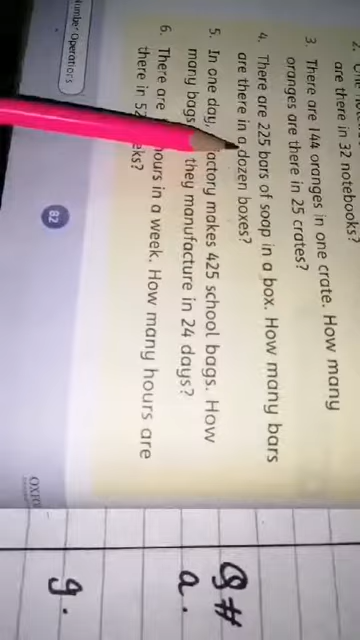 are there in 32 notebooks?
3. There are 144 oranges in one crate. How many
oranges are there in 25 crates?
4. There are 225 bars of soap in a box. How many bars
are there in a dozen boxes?
5. In one day, actory makes 425 school bags. How
many bags they manufacture in 24 days?
6. There are hours in a week. How many hours are
there in 52 eks?
Number Operations
82
OXFO
Q#
a.
g.